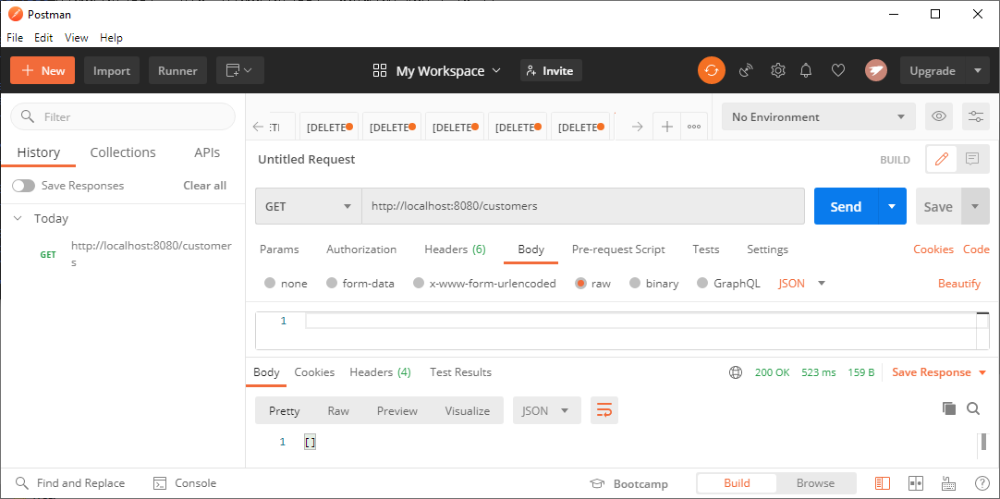 Postman
File Edit View Help
New Import Runner My Workspace Invite Upgrade
Filter
[DELETE [DELETE [DELETE [DELETE [DELETE No Environment
History Collections APIs
Untitled Request BUILD
Save Responses Clear all
GET http://localhost:8080/customers Send Save
Today
GET http://localhost:8080/customer
s
Params Authorization Headers (6) Body Pre-request Script Tests Settings Cookies Code
none form-data x-www-form-urlencoded raw binary GraphQL JSON Beautify
1
Body Cookies Headers (4) Test Results 200 OK 523 ms 159 B Save Response
Pretty Raw Preview Visualize JSON
1 []
Find and Replace Console Bootcamp Build Browse